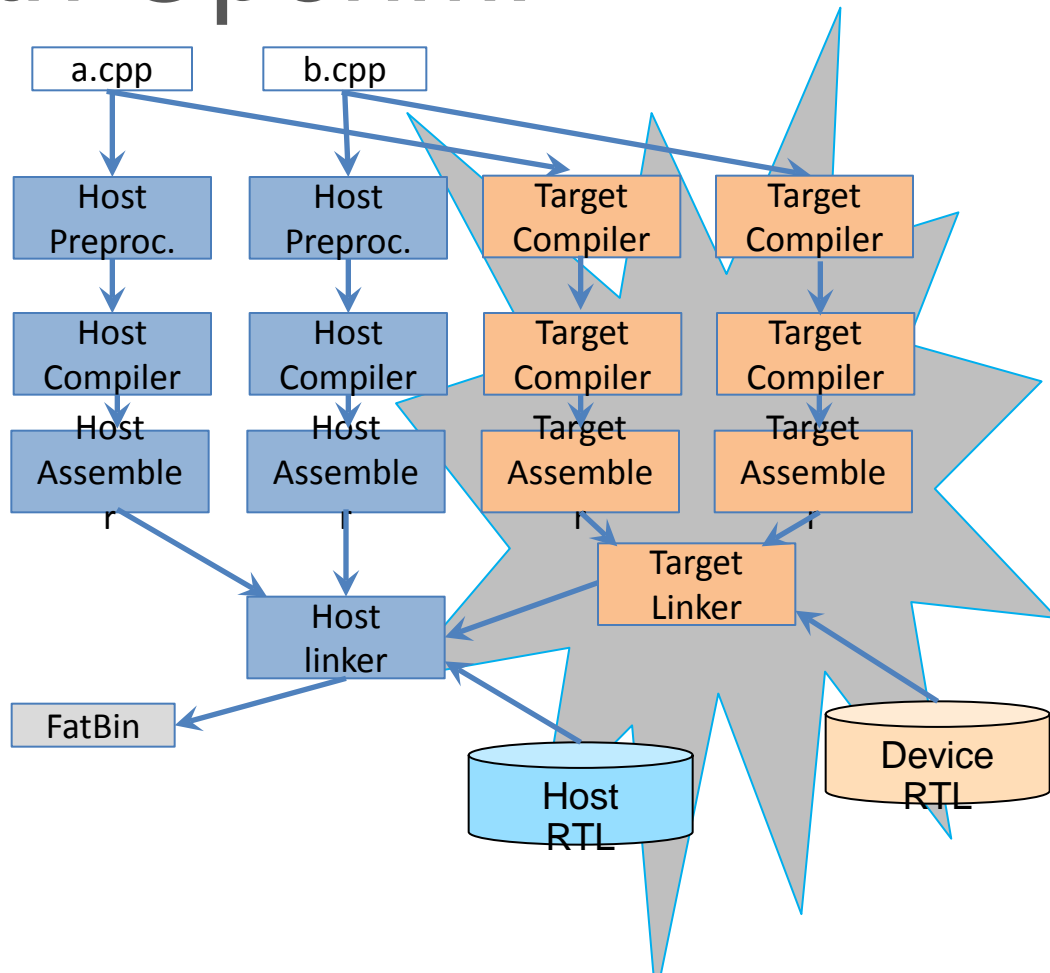 a.cpp
b.cpp
Host
Preproc.
Host
Preproc.
Target
Compiler
Target
Compiler
Host
Compiler
Host
Compiler
Target
Compiler
Target
Compiler
Host
Assemble
r
Host
Assemble
r
Target
Assemble
r
Target
Assemble
r
Target
Linker
Host
linker
FatBin
Host
RTL
Device
RTL